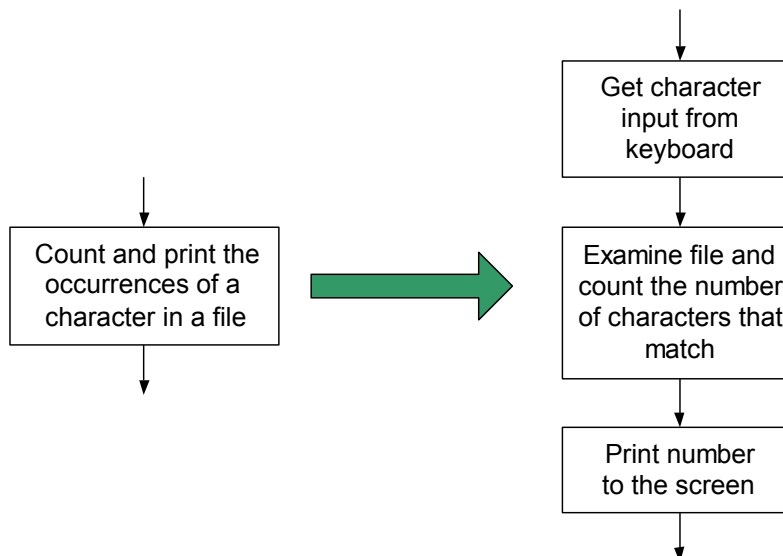 Count and print the
occurrences of a
character in a file
Get character
input from
keyboard
Examine file and
count the number
of characters that
match
Print number
to the screen